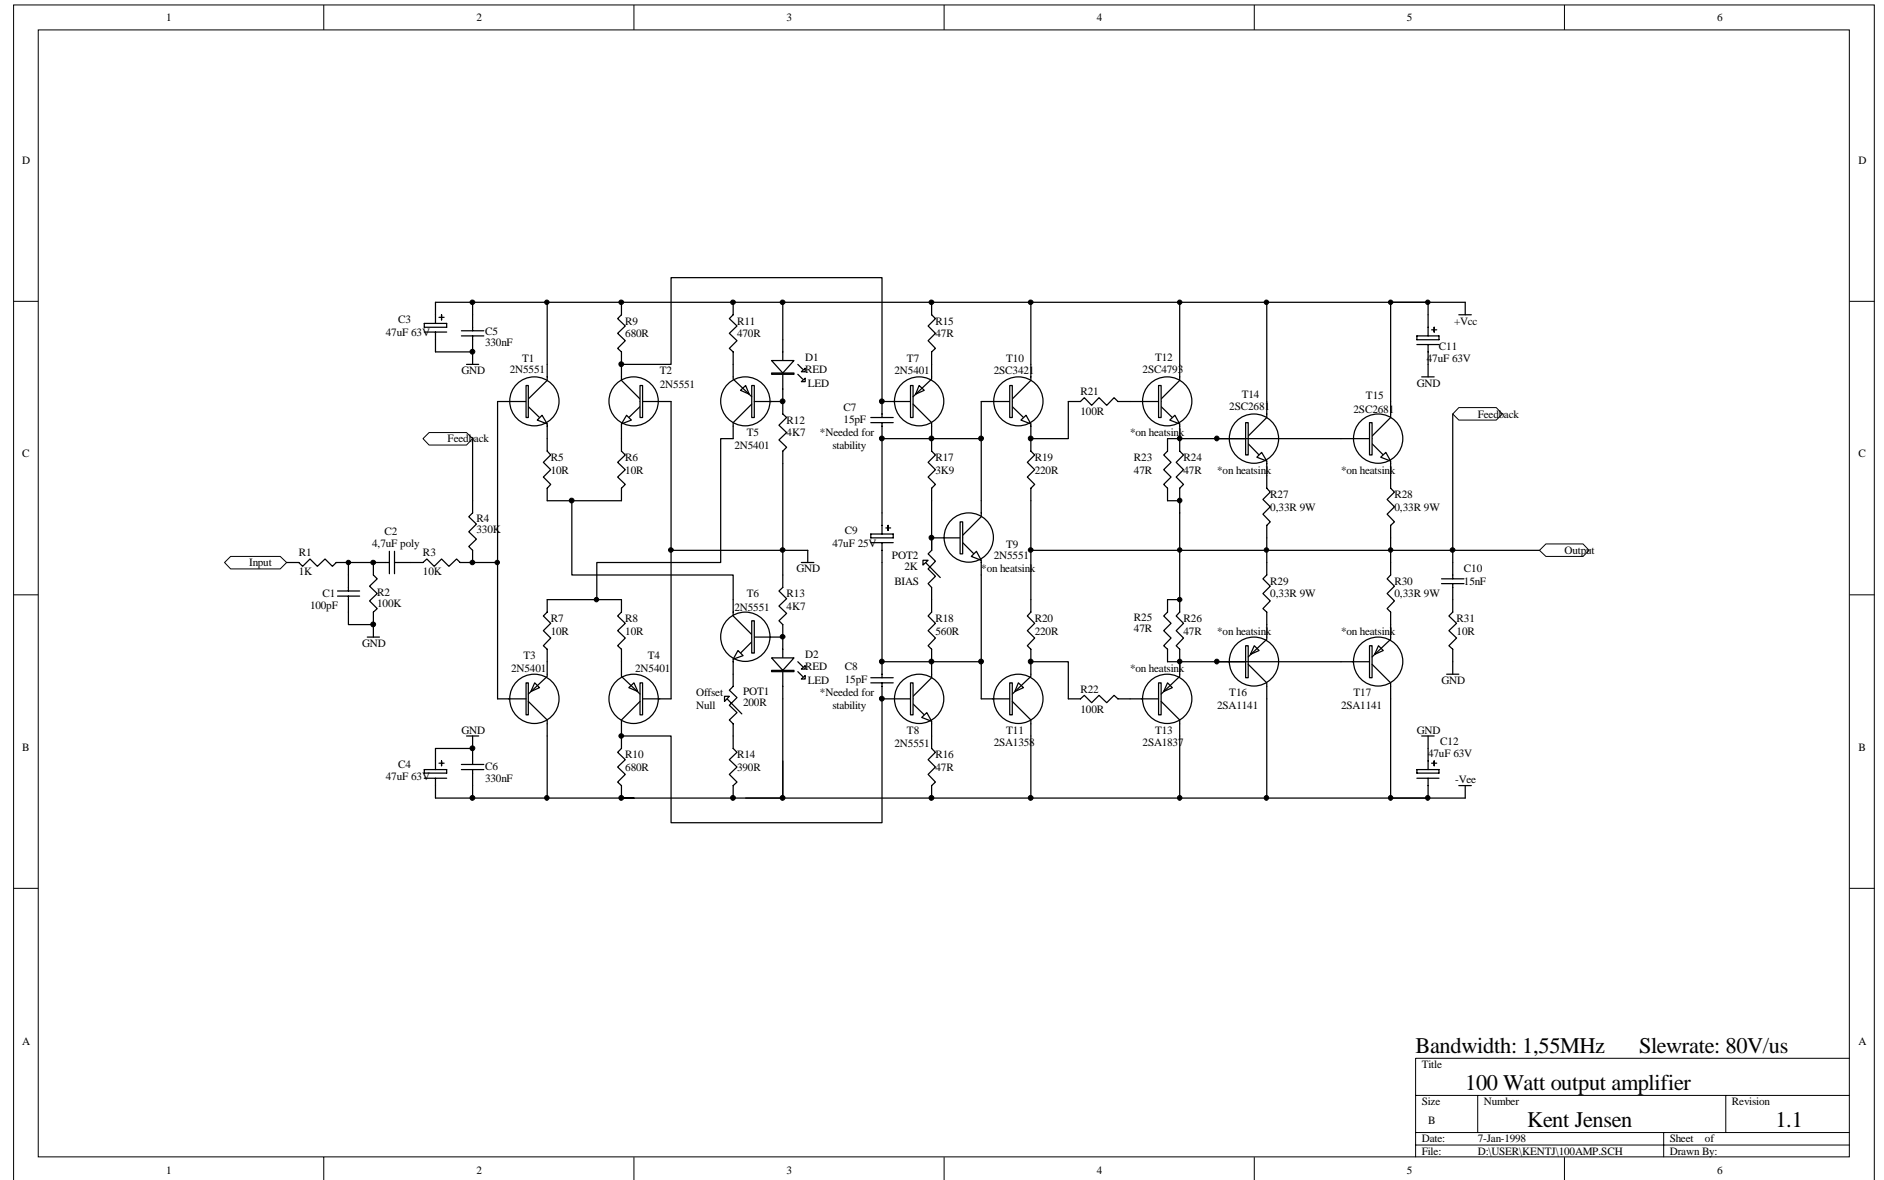 1 2 3 4 5 6
D D
C C
B B
A A
C3
47uF 63V
C5
330nF
GND
T1
2N5551
R9
680R
T2
2N5551
R11
470R
T5
2N5401
D1
RED
LED
R12
4K7
Feedback
R5
10R
R6
10R
R4
330K
Input
R1
1K
C1
100pF
R2
100K
GND
C2
4,7uF poly
R3
10K
GND
R13
4K7
T6
2N5551
R7
10R
R8
10R
T3
2N5401
T4
2N5401
D2
RED
LED
Offset
Null
POT1
200R
R14
390R
R10
680R
GND
C4
47uF 63V
C6
330nF
R15
47R
T7
2N5401
C7
15pF
*Needed for
stability
R17
3K9
C9
47uF 25V
POT2
2K
BIAS
T9
2N5551
*on heatsink
R18
560R
C8
15pF
*Needed for
stability
T8
2N5551
R16
47R
T10
2SC3421
R19
220R
R20
220R
T11
2SA1358
R21
100R
R22
100R
T12
2SC4793
*on heatsink
R23
47R
R24
47R
R25
47R
R26
47R
*on heatsink
T13
2SA1837
T14
2SC2681
*on heatsink
T15
2SC2681
*on heatsink
R27
0,33R 9W
R28
0,33R 9W
R29
0,33R 9W
R30
0,33R 9W
*on heatsink
T16
2SA1141
*on heatsink
T17
2SA1141
+Vcc
C11
47uF 63V
GND
Feedback
Output
C10
15nF
R31
10R
GND
GND
C12
47uF 63V
-Vee
Bandwidth: 1,55MHz Slewrate: 80V/us
Title
100 Watt output amplifier
Size Number Revision
B Kent Jensen 1.1
Date: 7-Jan-1998 Sheet of
File: D:\USER\KENTJ\100AMP.SCH Drawn By:
1 2 3 4 5 6